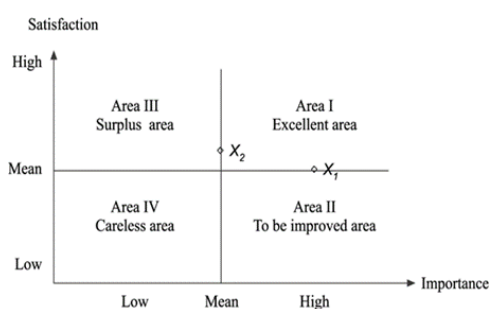 Satisfaction
High
Area III
Surplus area
Area I
Excellent area
X2
Mean
X1
Area IV
Careless area
Area II
To be improved area
Low
Importance
Low Mean High